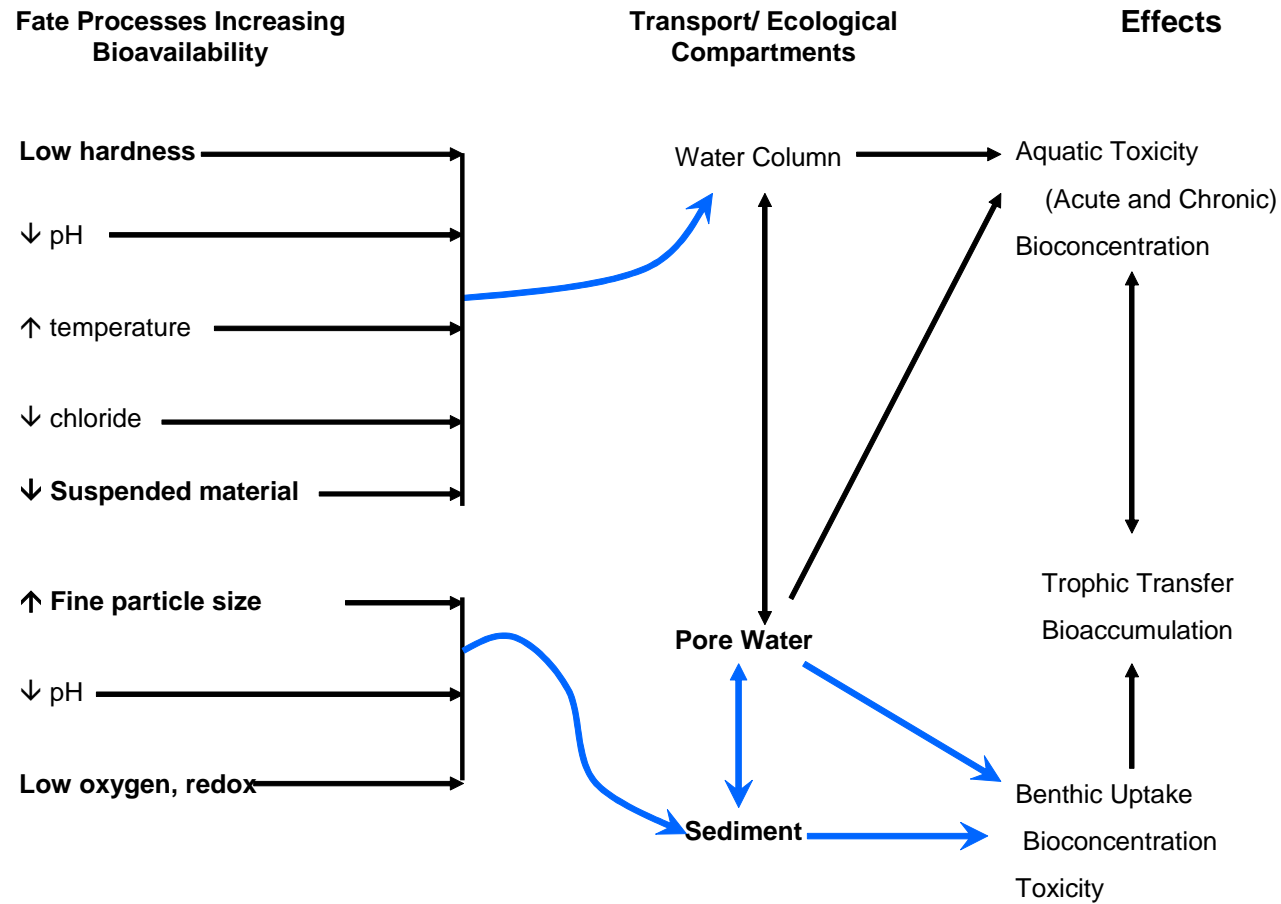 Fate Processes Increasing
Bioavailability
Transport/ Ecological
Compartments
Effects
Low hardness
↓ pH
↑ temperature
↓ chloride
↓ Suspended material
↑ Fine particle size
↓ pH
Low oxygen, redox
Water Column
Pore Water
Sediment
Aquatic Toxicity
(Acute and Chronic)
Bioconcentration
Trophic Transfer
Bioaccumulation
Benthic Uptake
Bioconcentration
Toxicity